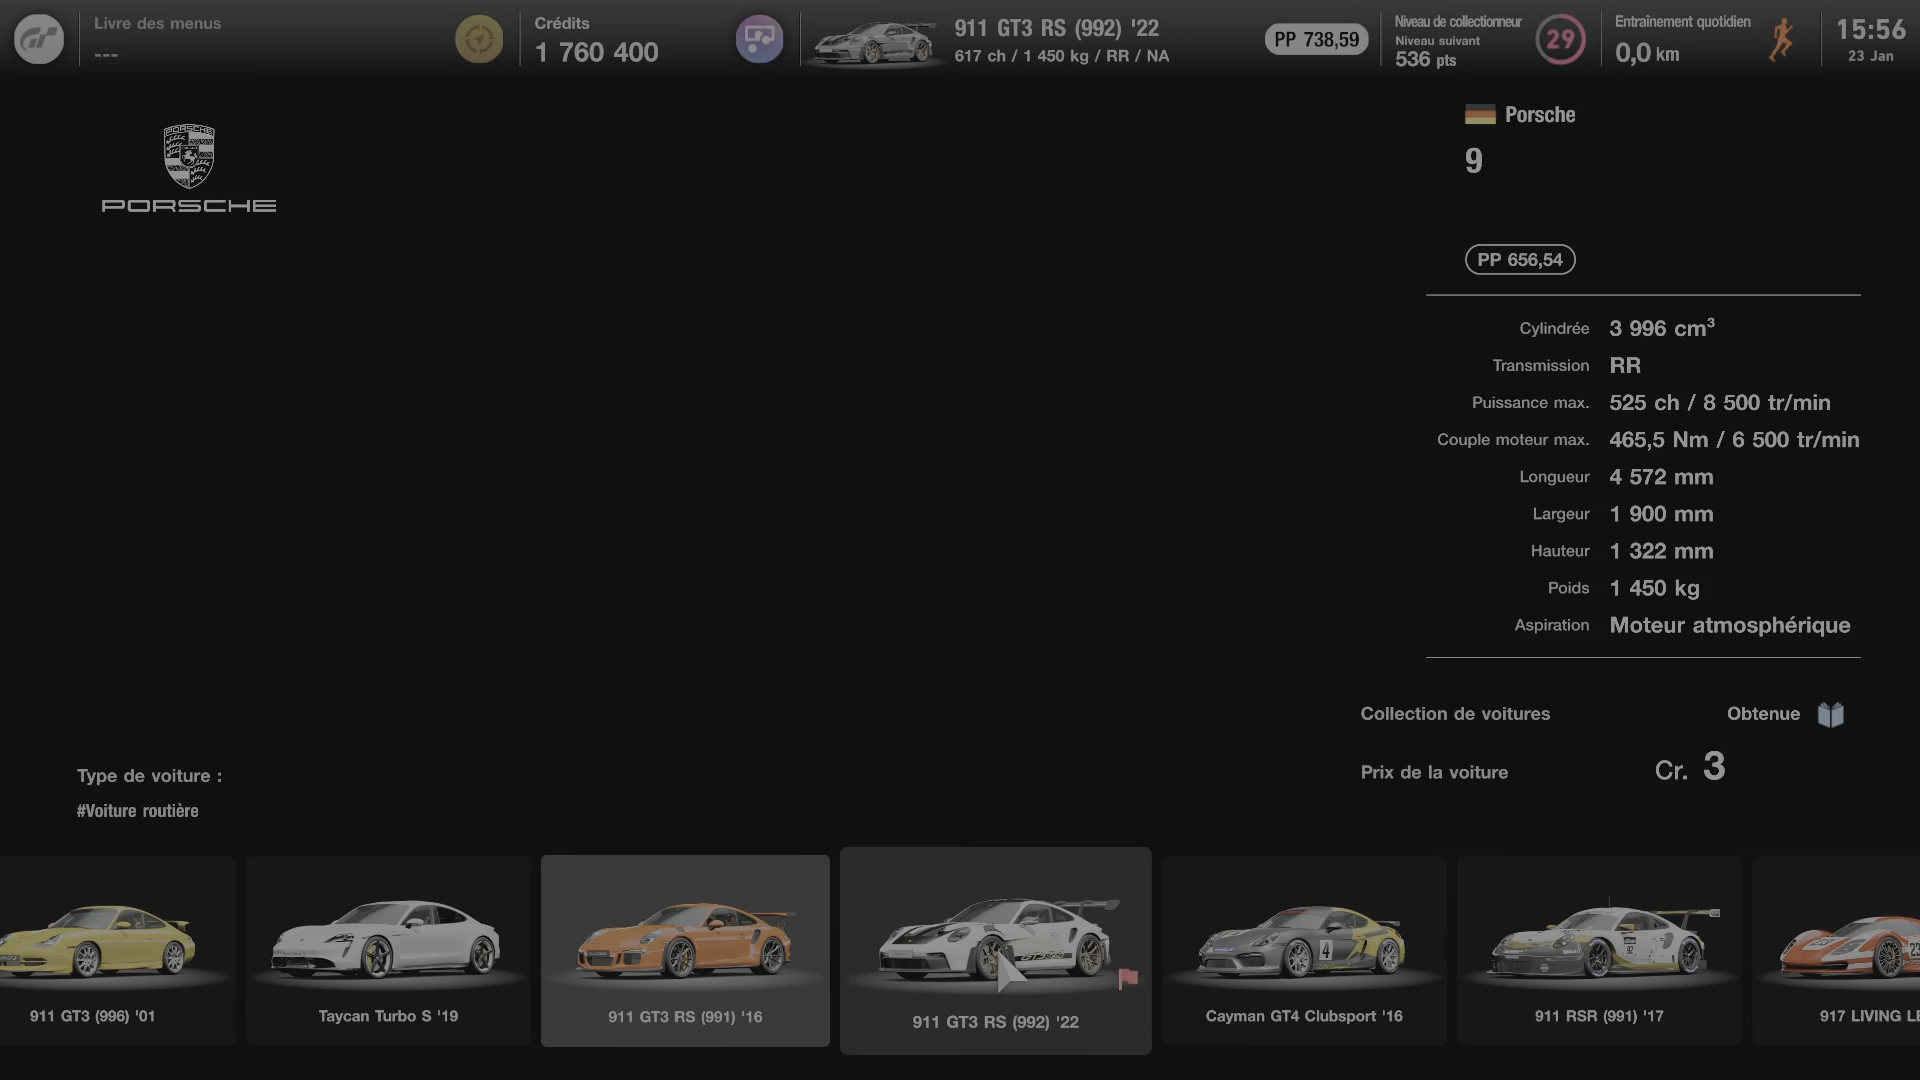 Livre des menus
---
Crédits
1 760 400
911 GT3 RS (992) '22
617 ch / 1 450 kg / RR / NA
PP 738,59
Niveau de collectionneur
Niveau suivant
536 pts
29
Entraînement quotidien
0,0 km
15:56
23 Jan
PORSCHE
Porsche
9
PP 656,54
Cylindrée 3 996 cm³
Transmission RR
Puissance max. 525 ch / 8 500 tr/min
Couple moteur max. 465,5 Nm / 6 500 tr/min
Longueur 4 572 mm
Largeur 1 900 mm
Hauteur 1 322 mm
Poids 1 450 kg
Aspiration Moteur atmosphérique
Collection de voitures Obtenue
Prix de la voiture Cr. 3
Type de voiture :
#Voiture routière
911 GT3 (996) '01
Taycan Turbo S '19
911 GT3 RS (991) '16
911 GT3 RS (992) '22
Cayman GT4 Clubsport '16
911 RSR (991) '17
917 LIVING LE